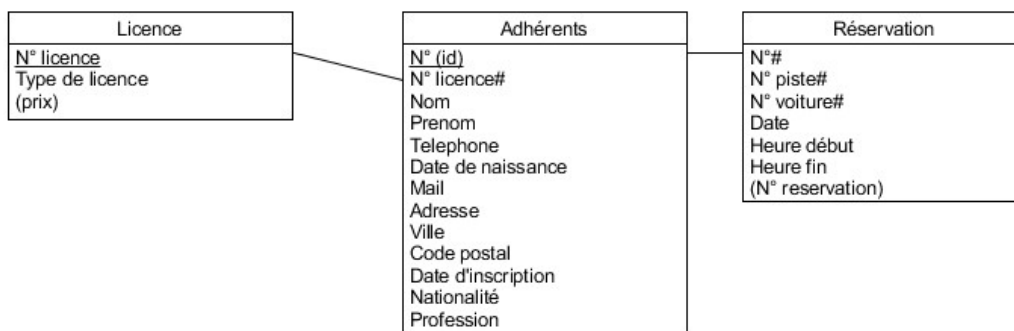 Licence
N° licence
Type de licence
(prix)
Adhérents
N° (id)
N° licence#
Nom
Prenom
Telephone
Date de naissance
Mail
Adresse
Ville
Code postal
Date d'inscription
Nationalité
Profession
Réservation
N°#
N° piste#
N° voiture#
Date
Heure début
Heure fin
(N° reservation)